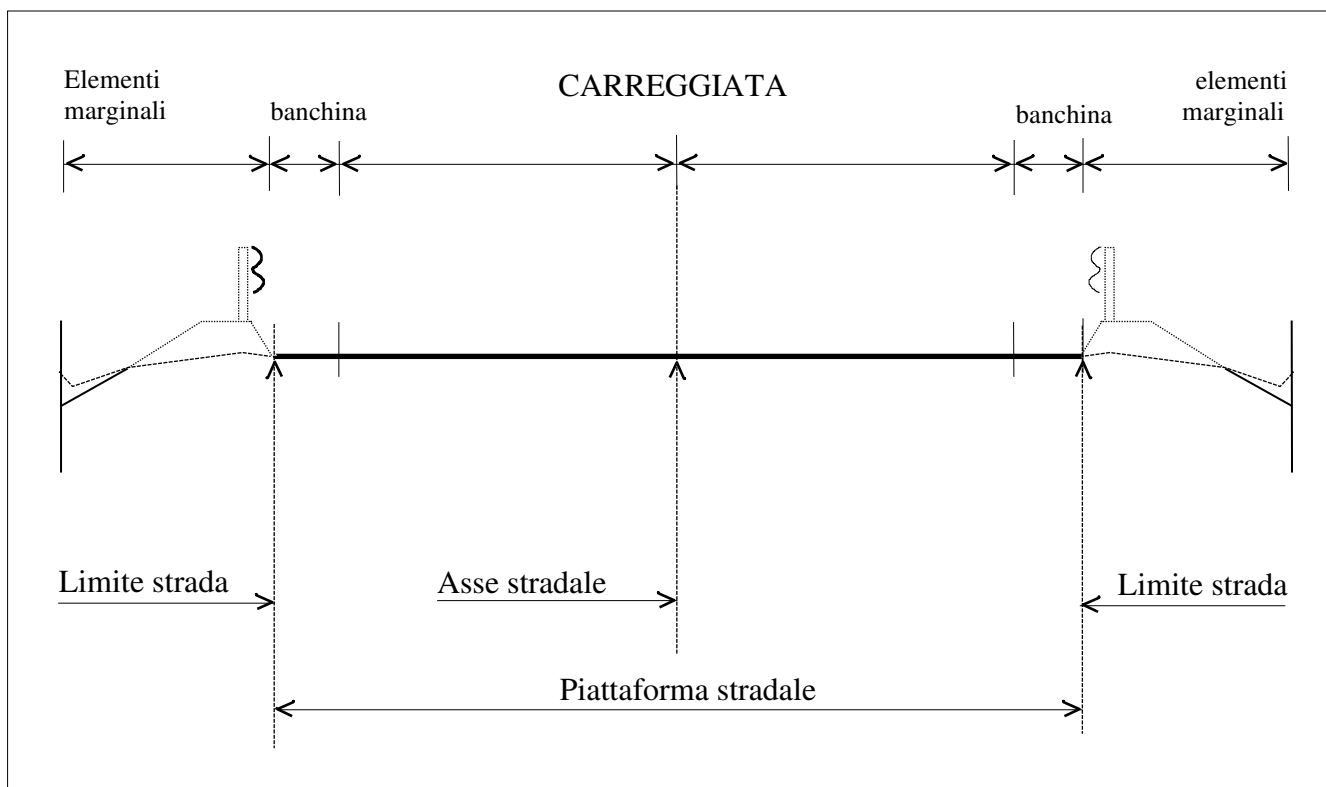 Elementi
marginali
banchina
CARREGGIATA
banchina
elementi
marginali
Limite strada
Asse stradale
Limite strada
Piattaforma stradale